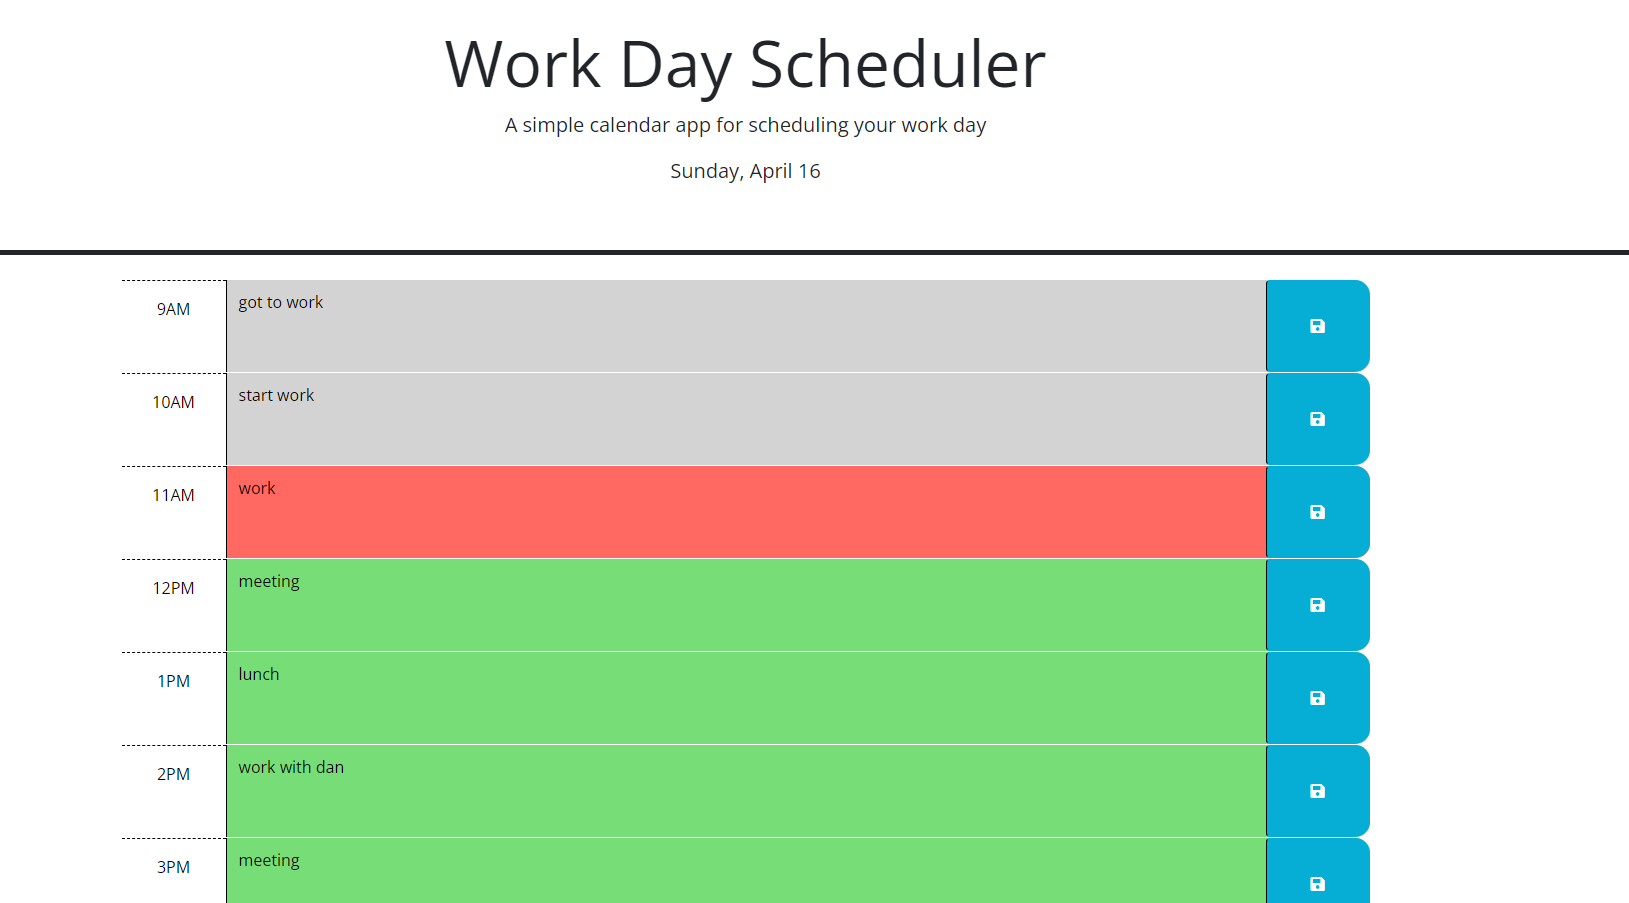 Work Day Scheduler
A simple calendar app for scheduling your work day
Sunday, April 16
9AM
got to work
10AM
start work
11AM
work
12PM
meeting
1PM
lunch
2PM
work with dan
3PM
meeting